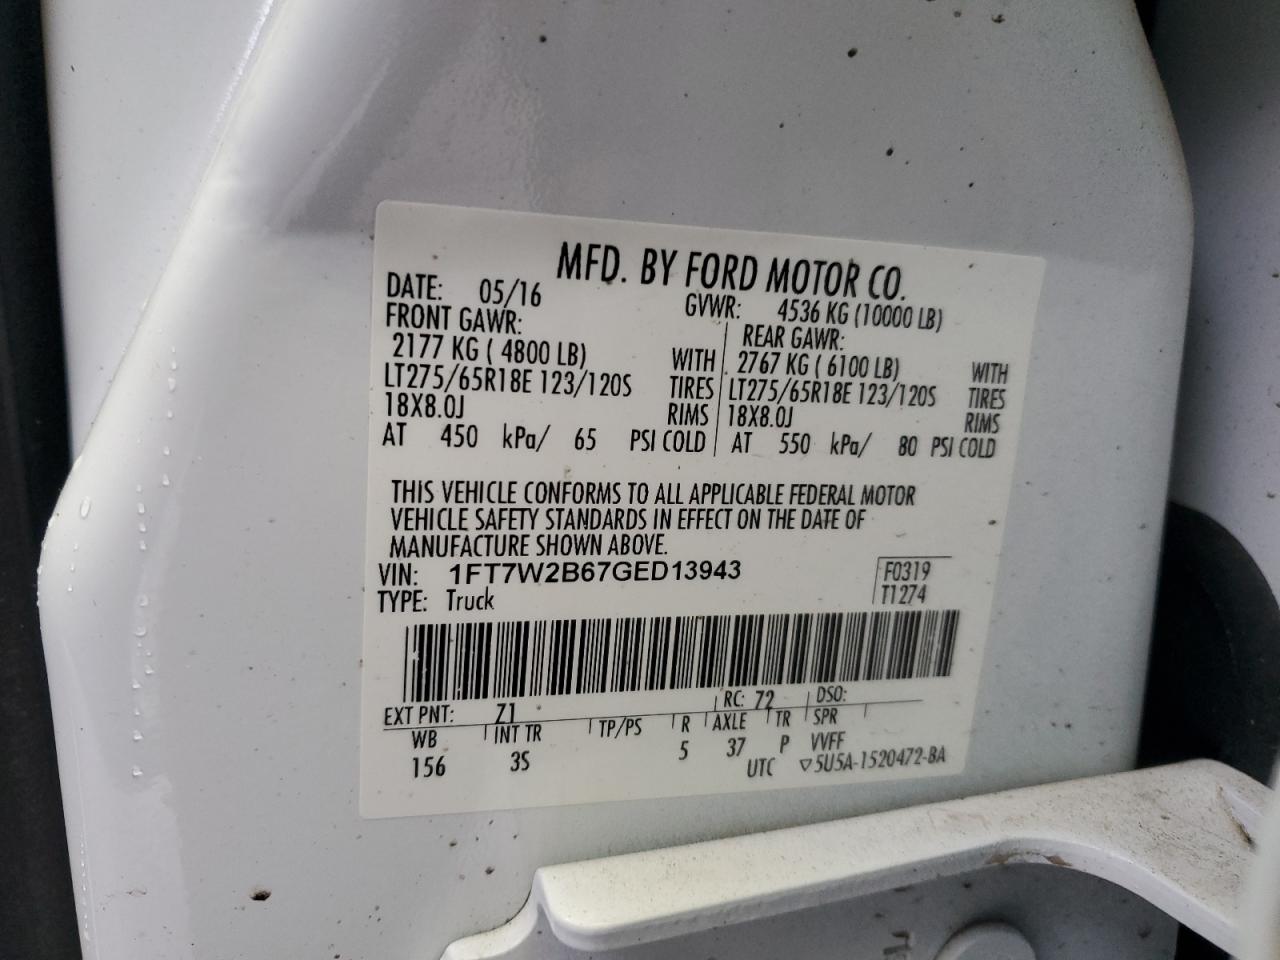 MFD. BY FORD MOTOR CO.
DATE: 05/16 GVWR: 4536 KG (10000 LB)
FRONT GAWR: REAR GAWR:
2177 KG ( 4800 LB) WITH 2767 KG ( 6100 LB) WITH
LT275/65R18E 123/120S TIRES LT275/65R18E 123/120S TIRES
18X8.0J RIMS 18X8.0J RIMS
AT 450 kPa/ 65 PSI COLD AT 550 kPa/ 80 PSI COLD
THIS VEHICLE CONFORMS TO ALL APPLICABLE FEDERAL MOTOR
VEHICLE SAFETY STANDARDS IN EFFECT ON THE DATE OF
MANUFACTURE SHOWN ABOVE.
VIN: 1FT7W2B67GED13943 F0319
TYPE: Truck T1274
EXT PNT: Z1 RC: 72 DSO:
WB INT TR TP/PS R AXLE TR SPR
156 3S 5 37 P VVFF
UTC ▽5U5A-1520472-BA